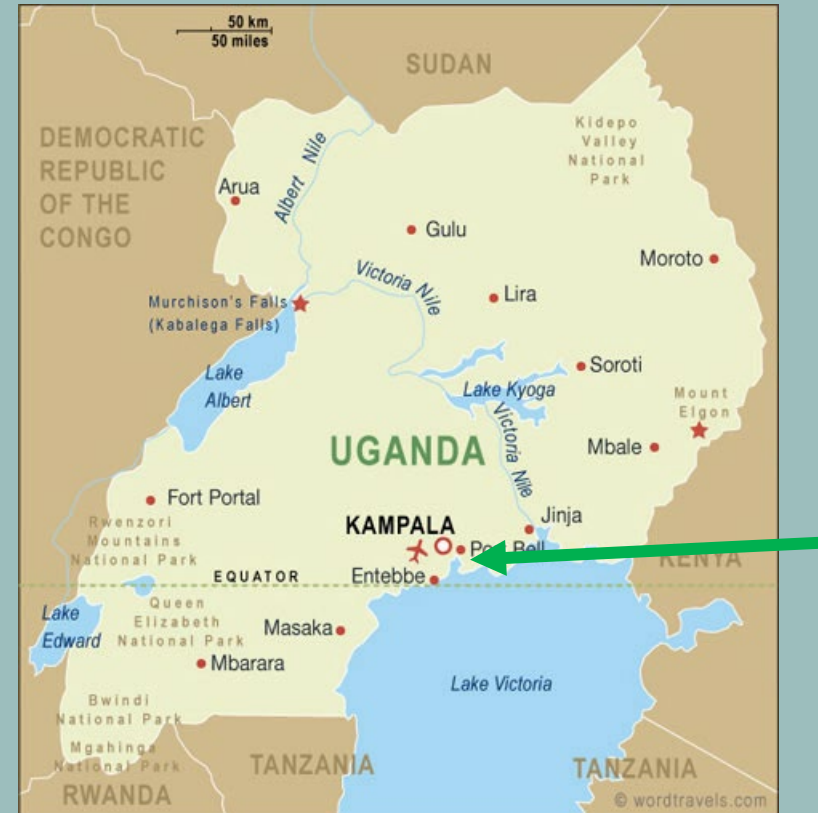 50 km
50 miles
SUDAN
DEMOCRATIC
REPUBLIC
OF THE
CONGO
Kidepo
Valley
National
Park
Arua
Albert Nile
Gulu
Moroto
Victoria Nile
Lira
Murchison's Falls
(Kabalega Falls)
Lake
Albert
Soroti
Lake Kyoga
Mount
Elgon
Victoria Nile
UGANDA
Mbale
Fort Portal
Jinja
KAMPALA
Port Bell
KENYA
Rwenzori
Mountains
National Park
EQUATOR
Entebbe
Lake
Edward
Queen
Elizabeth
National Park
Masaka
Mbarara
Lake Victoria
Bwindi
National Park
Mgahinga
National Park
TANZANIA
TANZANIA
RWANDA
© wordtravels.com